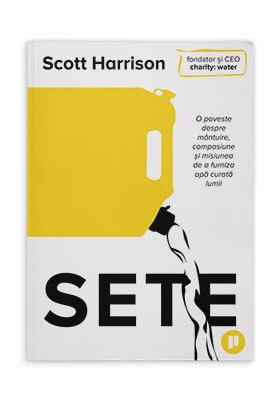 Scott Harrison
fondator și CEO
charity: water
O poveste
despre
mântuire,
compasiune
și misiunea
de a furniza
apă curată
lumii
SETE